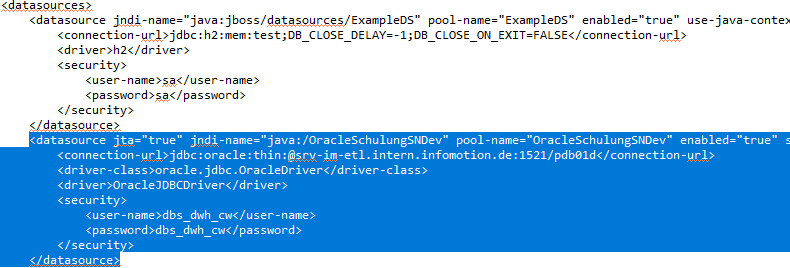 <datasources>
<datasource jndi-name="java:jboss/datasources/ExampleDS" pool-name="ExampleDS" enabled="true" use-java-contex
<connection-url>jdbc:h2:mem:test;DB_CLOSE_DELAY=-1;DB_CLOSE_ON_EXIT=FALSE</connection-url>
<driver>h2</driver>
<security>
<user-name>sa</user-name>
<password>sa</password>
</security>
</datasource>
<datasource jta="true" jndi-name="java:/OracleSchulungSNDev" pool-name="OracleSchulungSNDev" enabled="true" s
<connection-url>jdbc:oracle:thin:@srv-im-etl.intern.infomotion.de:1521/pdb01d</connection-url>
<driver-class>oracle.jdbc.OracleDriver</driver-class>
<driver>OracleJDBCDriver</driver>
<security>
<user-name>dbs_dwh_cw</user-name>
<password>dbs_dwh_cw</password>
</security>
</datasource>